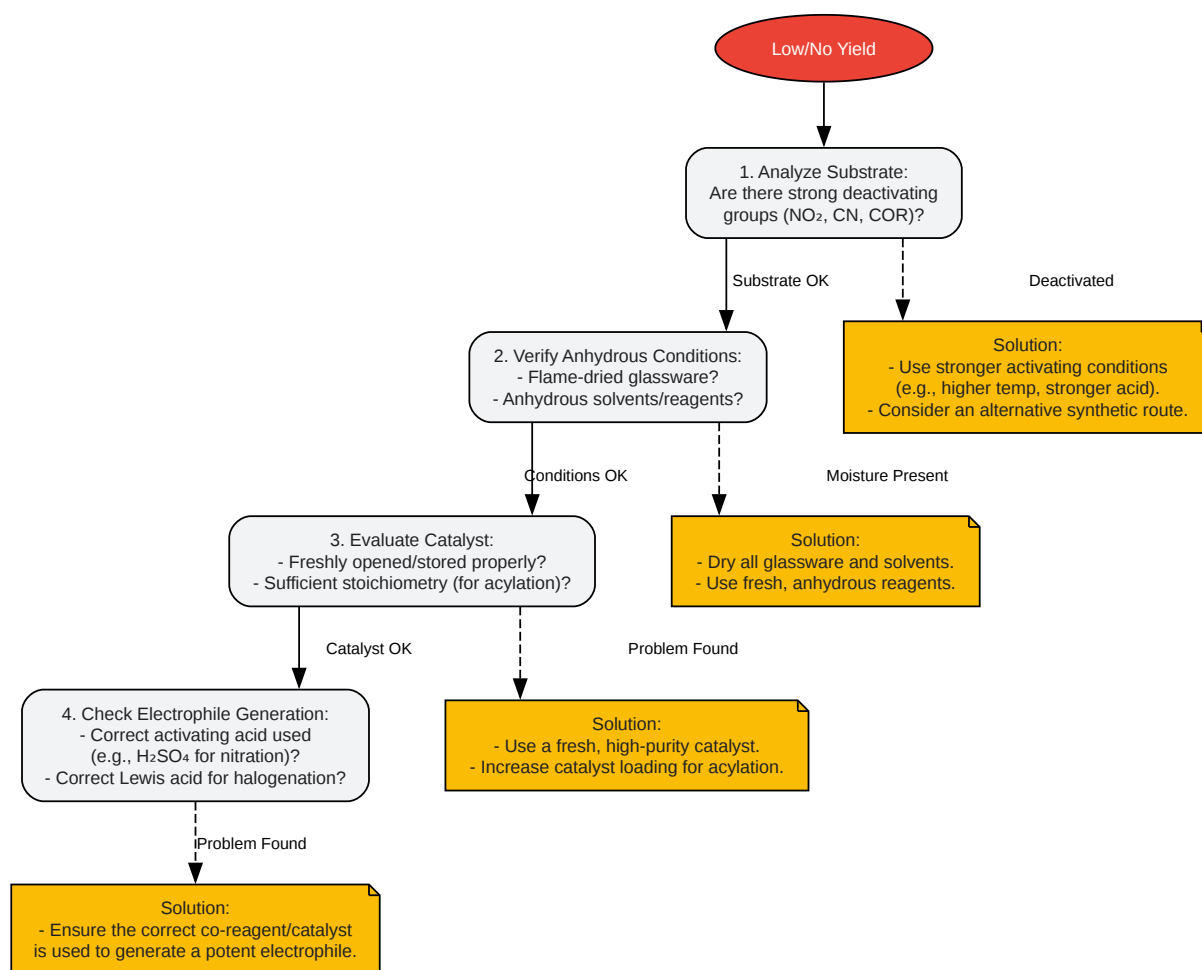 Low/No Yield
1. Analyze Substrate:
Are there strong deactivating
groups (NO₂, CN, COR)?
Substrate OK
Deactivated
2. Verify Anhydrous Conditions:
- Flame-dried glassware?
- Anhydrous solvents/reagents?
Solution:
- Use stronger activating conditions
(e.g., higher temp, stronger acid).
- Consider an alternative synthetic route.
Conditions OK
Moisture Present
3. Evaluate Catalyst:
- Freshly opened/stored properly?
- Sufficient stoichiometry (for acylation)?
Solution:
- Dry all glassware and solvents.
- Use fresh, anhydrous reagents.
Catalyst OK
Problem Found
4. Check Electrophile Generation:
- Correct activating acid used
(e.g., H₂SO₄ for nitration)?
- Correct Lewis acid for halogenation?
Solution:
- Use a fresh, high-purity catalyst.
- Increase catalyst loading for acylation.
Problem Found
Solution:
- Ensure the correct co-reagent/catalyst
is used to generate a potent electrophile.